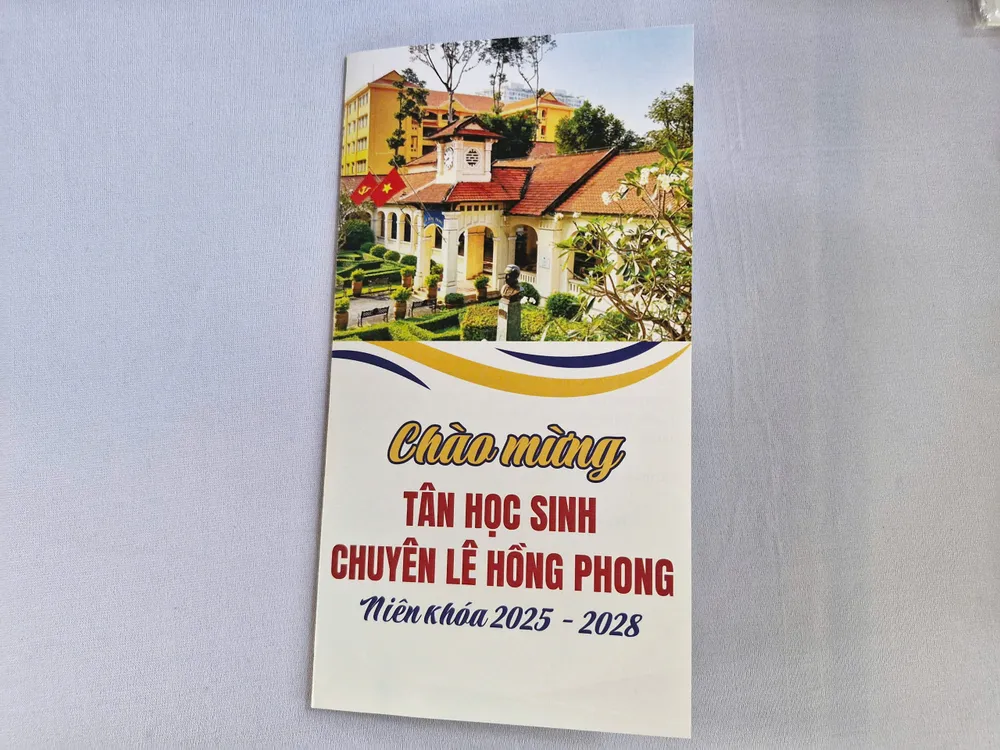 Chào mừng
TÂN HỌC SINH
CHUYÊN LÊ HỒNG PHONG
Niên khóa 2025 - 2028